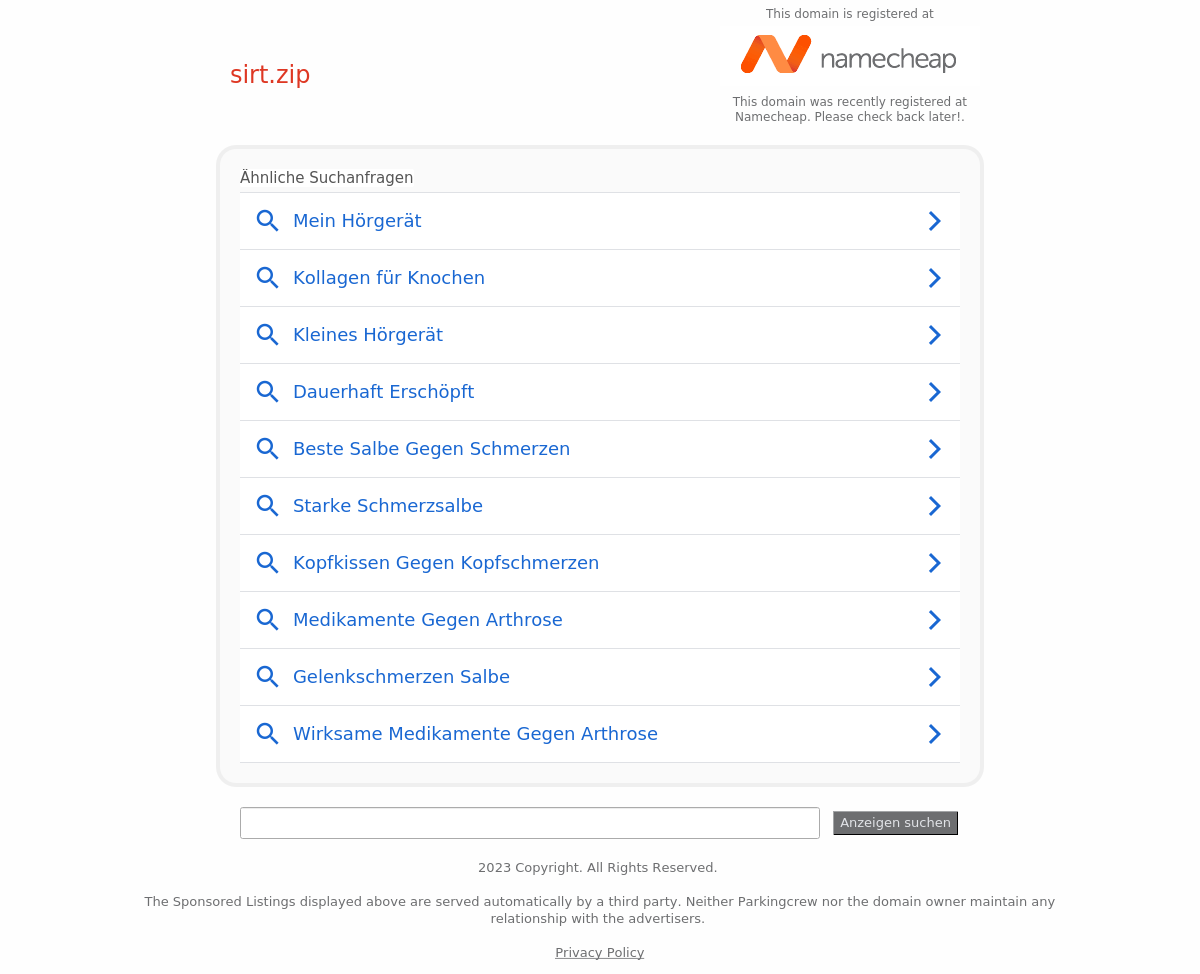 This domain is registered at
namecheap
sirt.zip
This domain was recently registered at
Namecheap. Please check back later!.
Ähnliche Suchanfragen
Mein Hörgerät
Kollagen für Knochen
Kleines Hörgerät
Dauerhaft Erschöpft
Beste Salbe Gegen Schmerzen
Starke Schmerzsalbe
Kopfkissen Gegen Kopfschmerzen
Medikamente Gegen Arthrose
Gelenkschmerzen Salbe
Wirksame Medikamente Gegen Arthrose
Anzeigen suchen
2023 Copyright. All Rights Reserved.
The Sponsored Listings displayed above are served automatically by a third party. Neither Parkingcrew nor the domain owner maintain any
relationship with the advertisers.
Privacy Policy